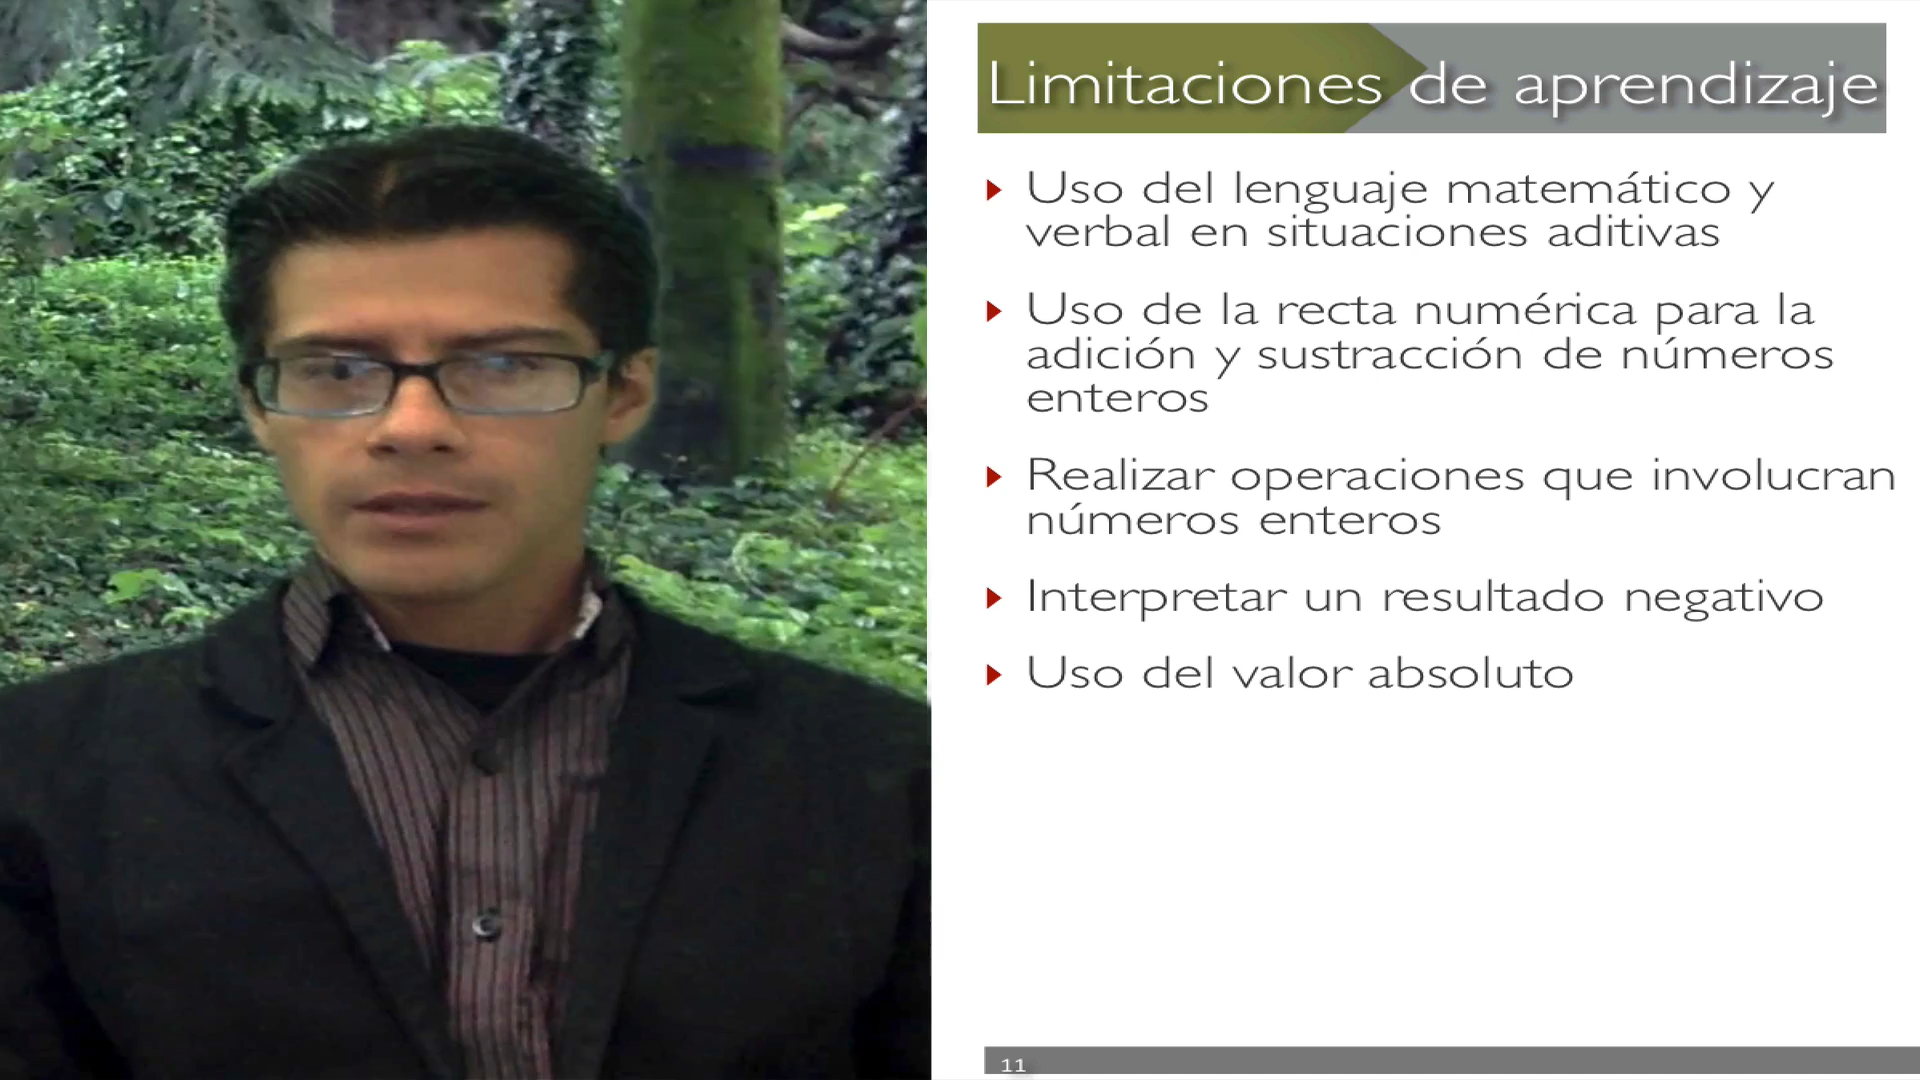 Limitaciones de aprendizaje
Uso del lenguaje matemático y
verbal en situaciones aditivas
Uso de la recta numérica para la
adición y sustracción de números
enteros
Realizar operaciones que involucran
números enteros
Interpretar un resultado negativo
Uso del valor absoluto
11